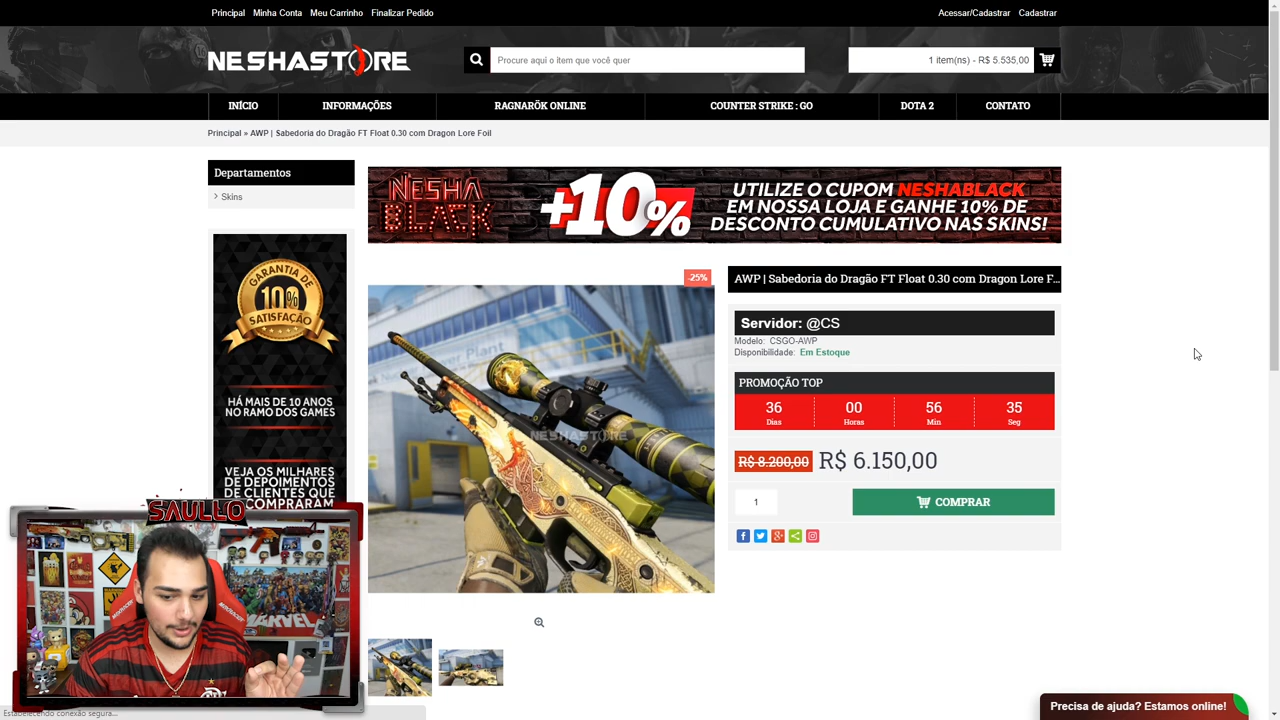 Principal Minha Conta Meu Carrinho Finalizar Pedido
Acessar/Cadastrar Cadastrar
NESHASTORE
Procure aqui o item que você quer
1 item(ns) - R$ 5.535,00
INÍCIO INFORMAÇÕES RAGNARÖK ONLINE COUNTER STRIKE : GO DOTA 2 CONTATO
Principal » AWP | Sabedoria do Dragão FT Float 0.30 com Dragon Lore Foil
Departamentos
Skins
GARANTIA DE
100%
SATISFAÇÃO
HÁ MAIS DE 10 ANOS
NO RAMO DOS GAMES
VEJA OS MILHARES
DE DEPOIMENTOS
DE CLIENTES QUE
COMPRARAM
NESHA
BLACK
+10%
UTILIZE O CUPOM NESHABLACK
EM NOSSA LOJA E GANHE 10% DE
DESCONTO CUMULATIVO NAS SKINS!
-25%
NESHASTORE
AWP | Sabedoria do Dragão FT Float 0.30 com Dragon Lore F...
Servidor: @CS
Modelo: CSGO-AWP
Disponibilidade: Em Estoque
PROMOÇÃO TOP
36 00 56 35
Dias Horas Min Seg
R$ 8.200,00 R$ 6.150,00
1 COMPRAR
SAULLO
MARVEL
Estabelecendo conexão segura...
Precisa de ajuda? Estamos online!